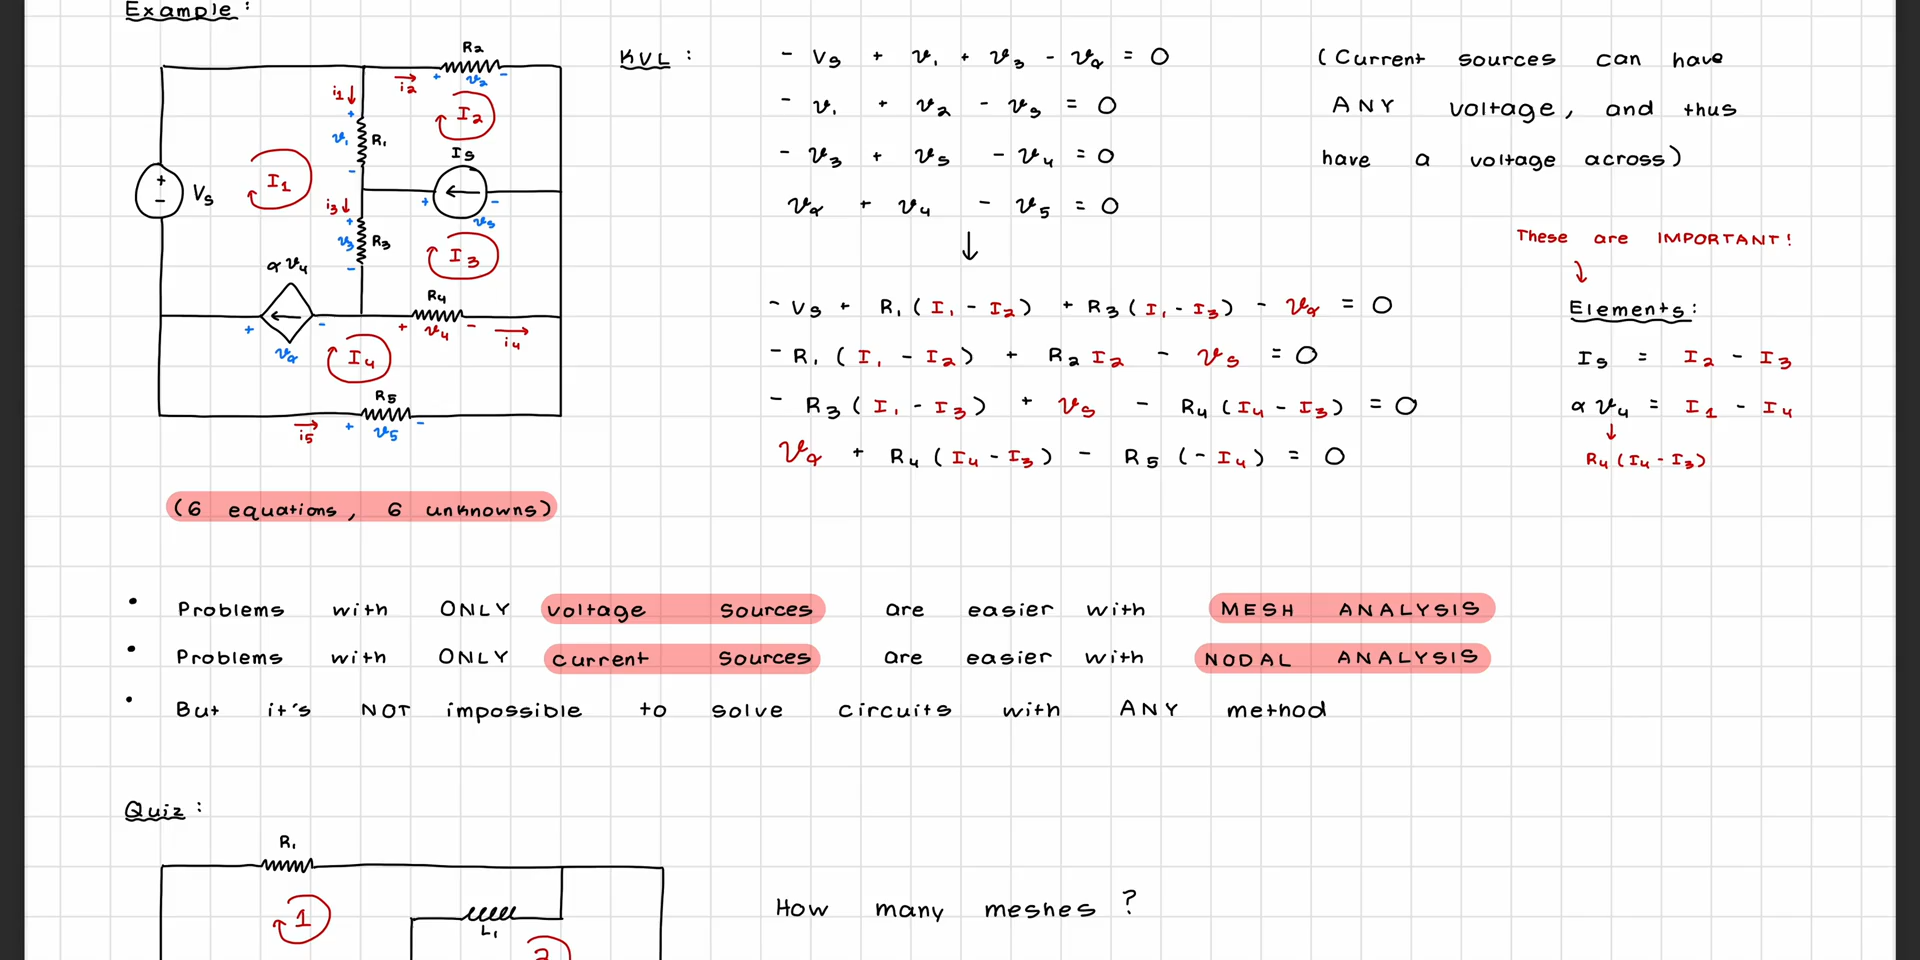 Example :
R2
i2 + v2 -
i1
+
v1 R1
-
I2
Is
+ - Vs
I1
i3
+ -
vs
+
v3 R3
-
I3
α v4
R4
+ -
vα
+ v4 - i4
I4
R5
i5 + v5 -
(6 equations, 6 unknowns)
KVL :
- Vs + v1 + v3 - vα = 0
- v1 + v2 - vs = 0
- v3 + vs - v4 = 0
vα + v4 - v5 = 0
↓
- Vs + R1 ( I1 - I2 ) + R3 ( I1 - I3 ) - vα = 0
- R1 ( I1 - I2 ) + R2 I2 - vs = 0
- R3 ( I1 - I3 ) + vs - R4 ( I4 - I3 ) = 0
vα + R4 ( I4 - I3 ) - R5 ( - I4 ) = 0
(Current sources can have
ANY voltage, and thus
have a voltage across)
These are IMPORTANT!
Elements:
Is = I2 - I3
α v4 = I1 - I4
↓
R4 ( I4 - I3 )
• Problems with ONLY voltage sources are easier with MESH ANALYSIS
• Problems with ONLY current sources are easier with NODAL ANALYSIS
• But it's NOT impossible to solve circuits with ANY method
Quiz :
R1
1
L1
2
How many meshes ?